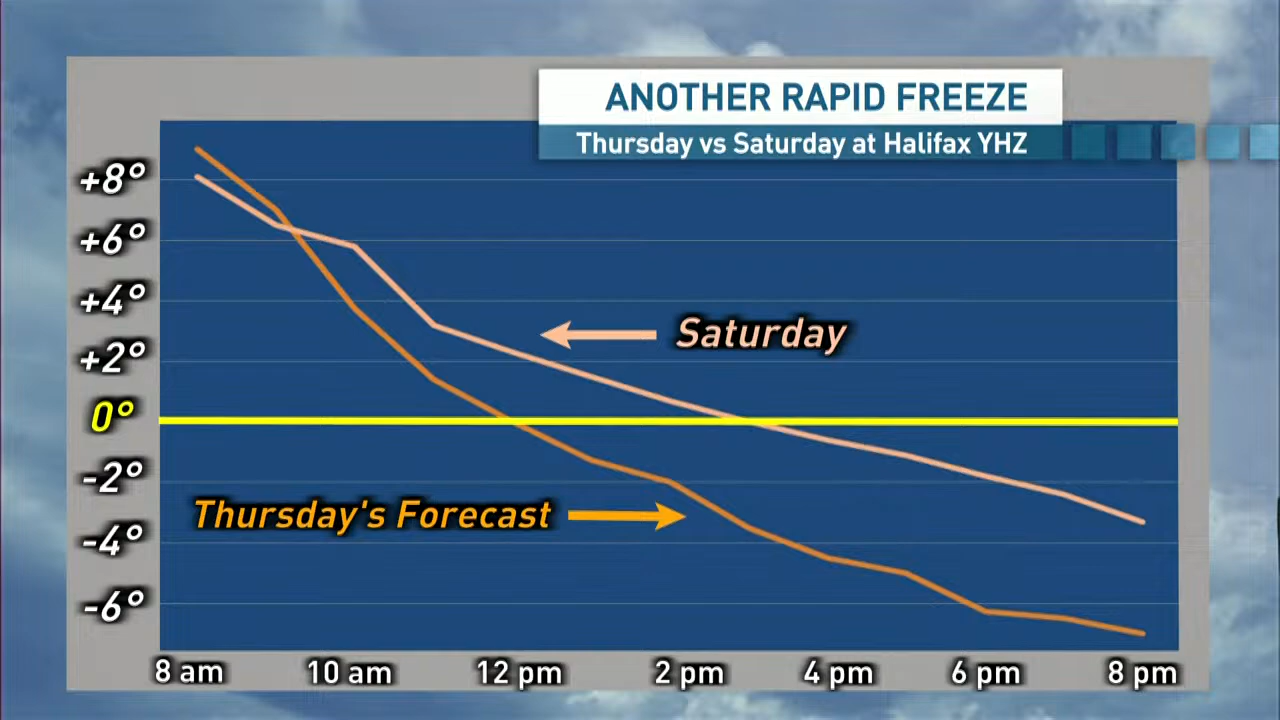 ANOTHER RAPID FREEZE
Thursday vs Saturday at Halifax YHZ
+8°
+6°
+4°
+2°
0°
-2°
-4°
-6°
Saturday
Thursday's Forecast
8 am 10 am 12 pm 2 pm 4 pm 6 pm 8 pm